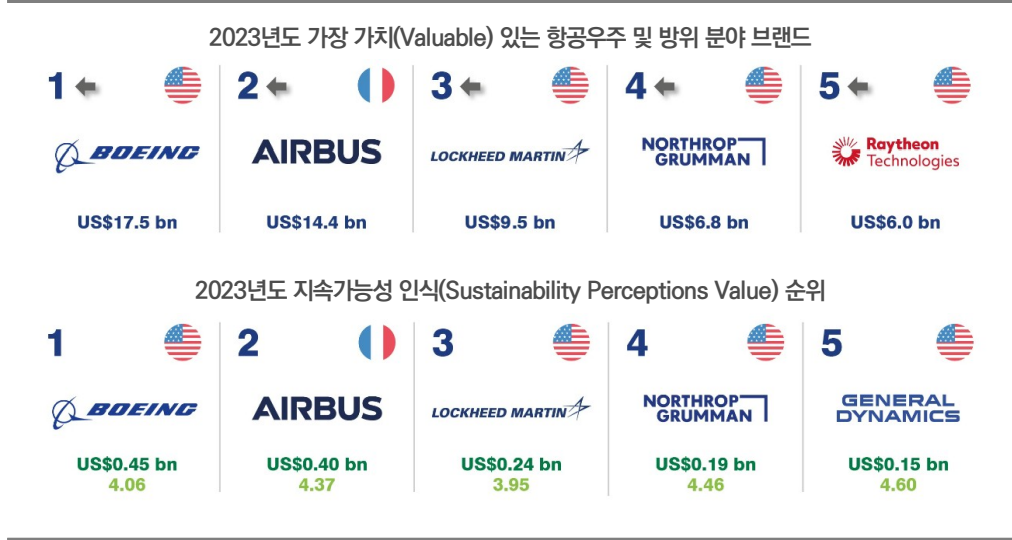 2023년도 가장 가치(Valuable) 있는 항공우주 및 방위 분야 브랜드
1 2 3 4 5
BOEING
AIRBUS
LOCKHEED MARTIN
NORTHROP
GRUMMAN
Raytheon
Technologies
US$17.5 bn US$14.4 bn US$9.5 bn US$6.8 bn US$6.0 bn
2023년도 지속가능성 인식(Sustainability Perceptions Value) 순위
1 2 3 4 5
BOEING
AIRBUS
LOCKHEED MARTIN
NORTHROP
GRUMMAN
GENERAL
DYNAMICS
US$0.45 bn US$0.40 bn US$0.24 bn US$0.19 bn US$0.15 bn
4.06 4.37 3.95 4.46 4.60